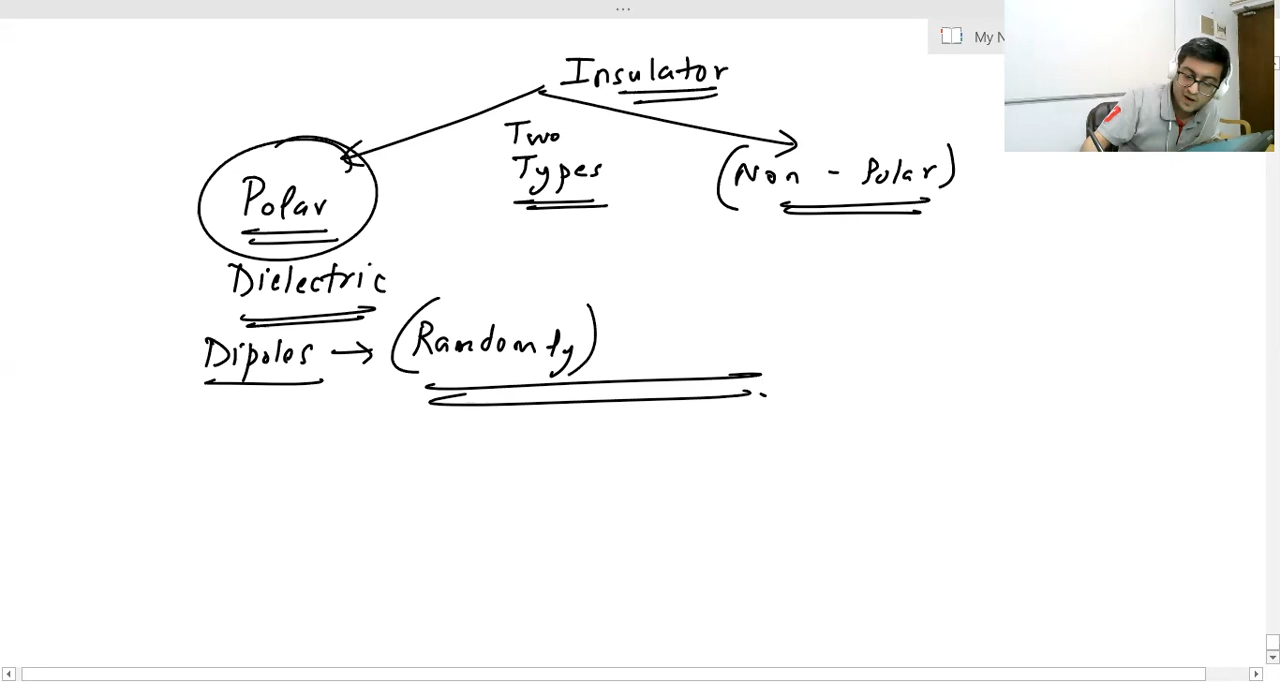 My N
Insulator
Two
Types
Polar
(Non - Polar)
Dielectric
Dipoles → (Randomly)